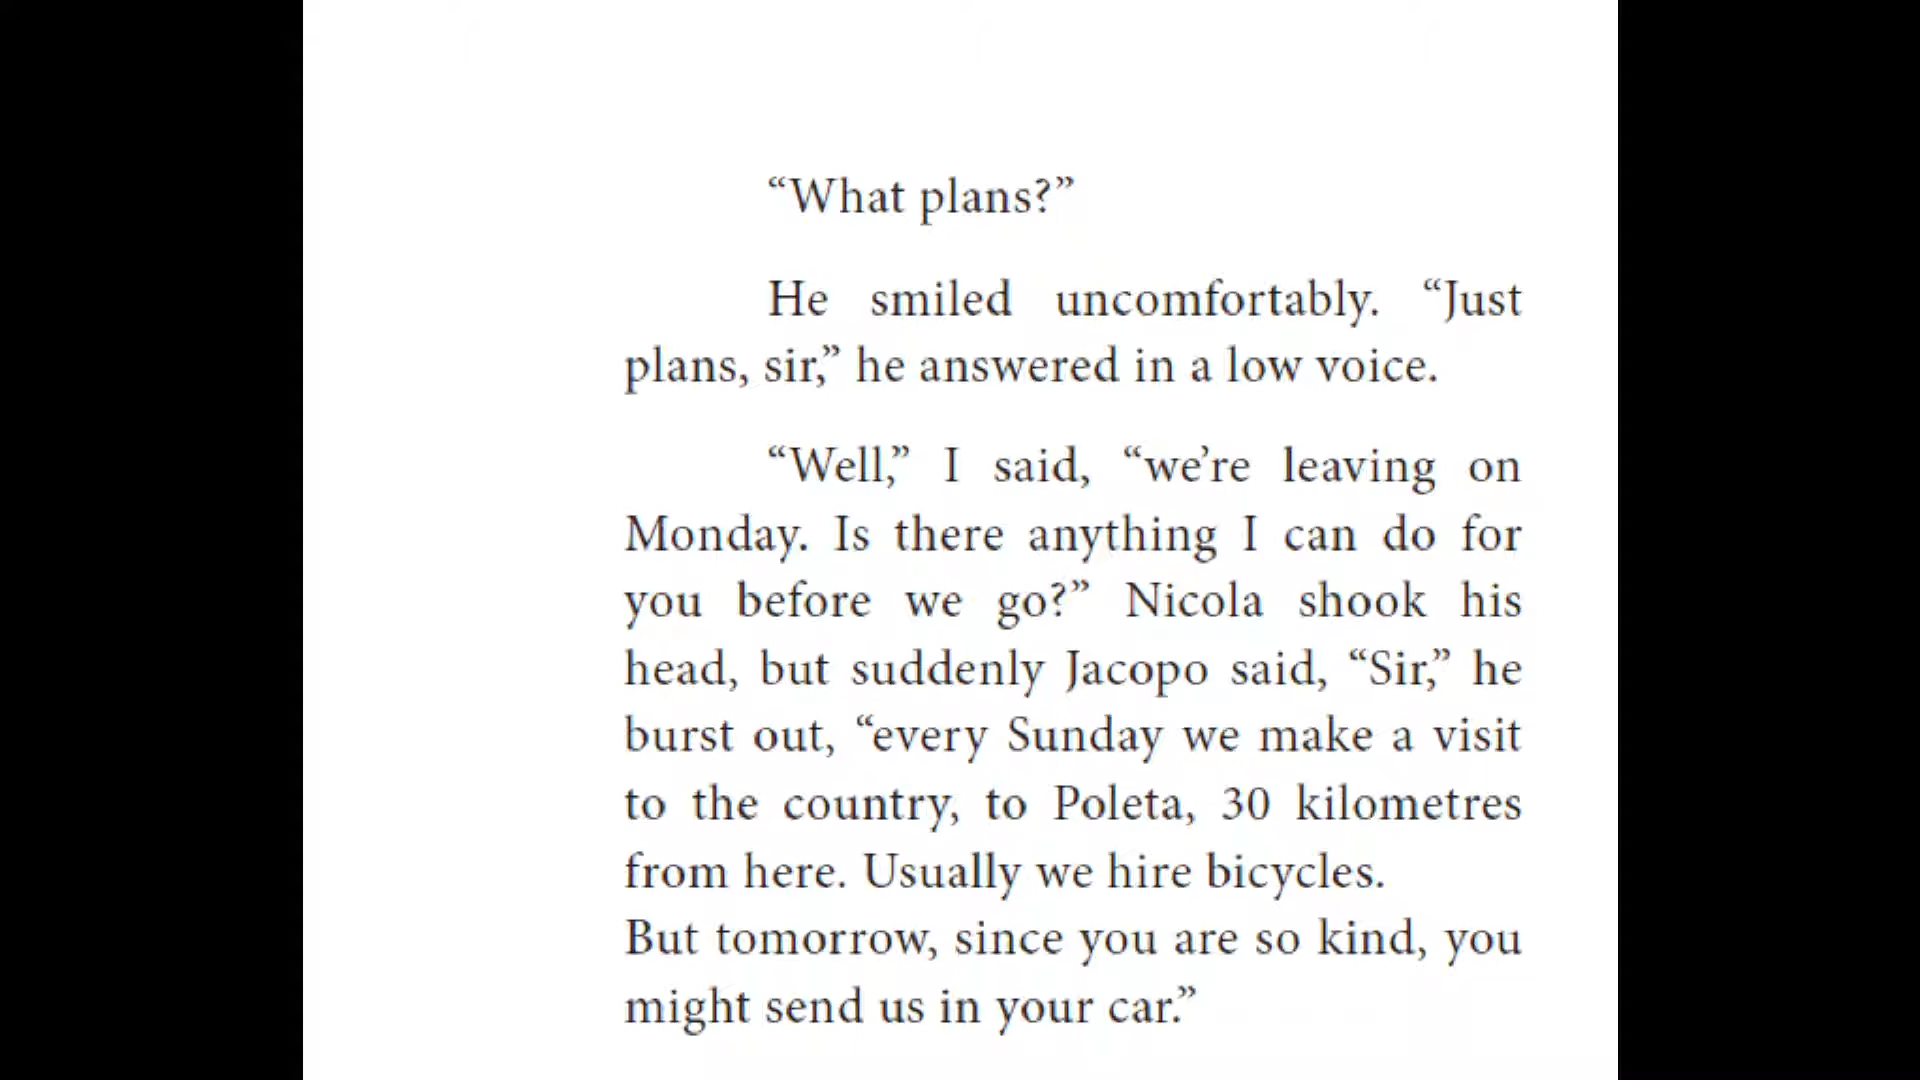 “What plans?”
He smiled uncomfortably. “Just
plans, sir,” he answered in a low voice.
“Well,” I said, “we’re leaving on
Monday. Is there anything I can do for
you before we go?” Nicola shook his
head, but suddenly Jacopo said, “Sir,” he
burst out, “every Sunday we make a visit
to the country, to Poleta, 30 kilometres
from here. Usually we hire bicycles.
But tomorrow, since you are so kind, you
might send us in your car.”